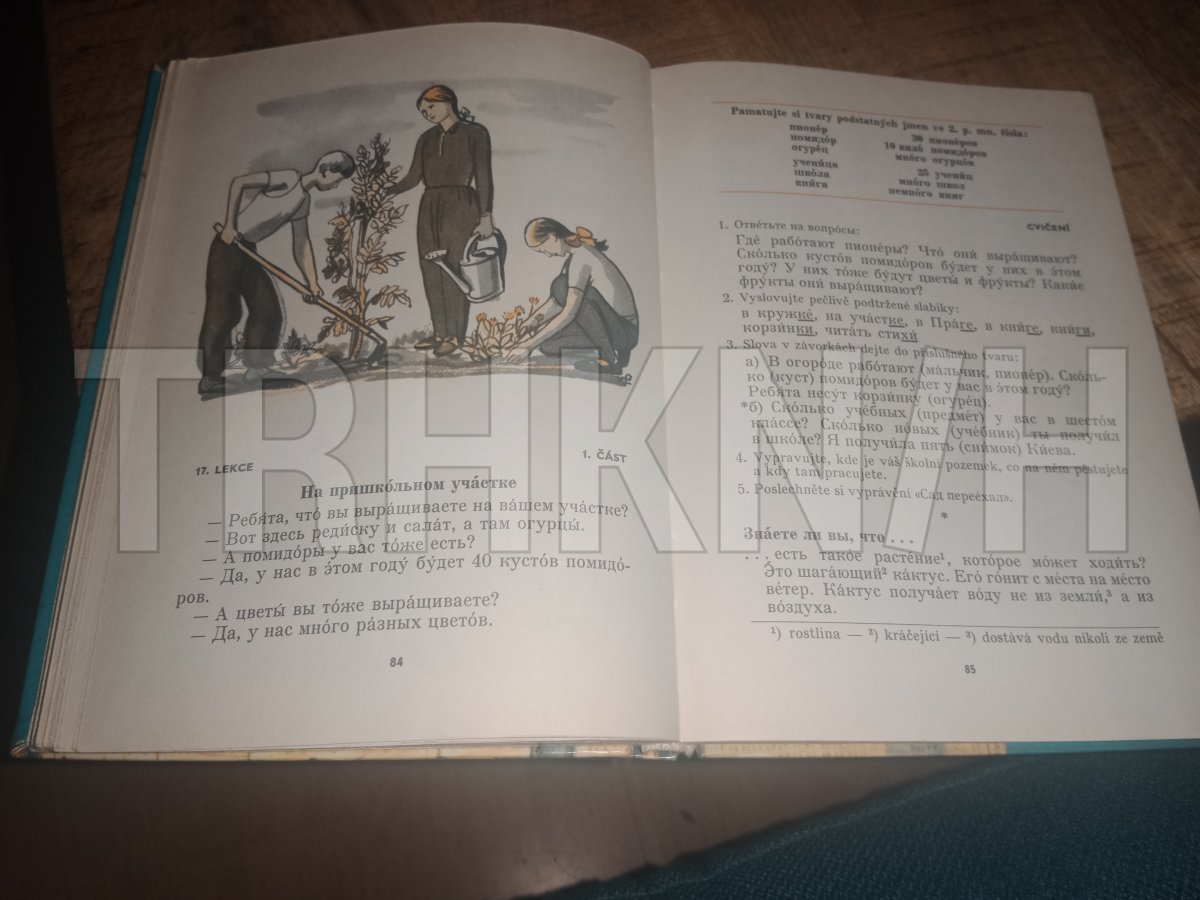 17. LEKCE
1. ČÁST
На пришко́льном уча́стке
— Ребя́та, что́ вы выра́щиваете на ва́шем уча́стке?
— Вот здесь реди́ску и сала́т, а там огурцы́.
— А помидо́ры у вас то́же есть?
— Да, у нас в э́том году́ бу́дет 40 кусто́в помидо́-
ров.
— А цветы́ вы то́же выра́щиваете?
— Да, у нас мно́го ра́зных цвето́в.
84
Pamatujte si tvary podstatných jmen ve 2. p. mn. čísla:
пионе́р 30 пионе́ров
помидо́р 10 кило́ помидо́ров
огуре́ц мно́го огурцо́в
учени́ца 25 учени́ц
шко́ла мно́го школ
кни́га немно́го книг
CVIČENÍ
1. Отве́тьте на вопро́сы:
Где́ рабо́тают пионе́ры? Что́ они́ выра́щивают?
Ско́лько кусто́в помидо́ров бу́дет у них в э́том
году́? У них то́же бу́дут цветы́ и фру́кты? Каки́е
фру́кты они́ выра́щивают?
2. Vyslovujte pečlivě podtržené slabiky:
в кружке́, на уча́стке, в Пра́ге, в кни́ге, кни́ги,
корзи́нки, чита́ть стихи́
3. Slova v závorkách dejte do příslušného tvaru:
а) В огоро́де рабо́тают (ма́льчик, пионе́р). Ско́ль-
ко (куст) помидо́ров бу́дет у вас в э́том году́?
Ребя́та несу́т корзи́нку (огуре́ц).
*б) Ско́лько уче́бных (предме́т) у вас в шесто́м
кла́ссе? Ско́лько но́вых (уче́бник) ты получи́л
в шко́ле? Я получи́ла пять (сни́мок) Ки́ева.
4. Vypravujte, kde je váš školní pozemek, co na něm pěstujete
a kdy tam pracujete.
5. Poslechněte si vyprávění «Сад перее́хал».
*
Зна́ете ли вы, что . . .
. . . есть тако́е расте́ние¹, кото́рое мо́жет ходи́ть?
Э́то шага́ющий² ка́ктус. Его́ го́нит с ме́ста на ме́сто
ве́тер. Ка́ктус получа́ет во́ду не из земли́,³ а из
во́здуха.
¹) rostlina — ²) kráčející — ³) dostává vodu nikoli ze země
85
TRHKNIH